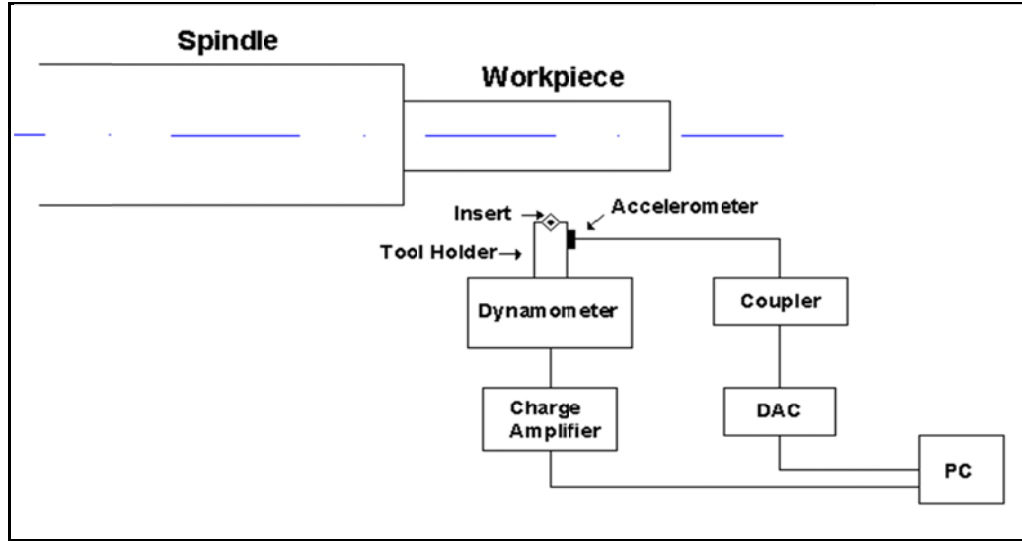 Spindle
Workpiece
Insert
Accelerometer
Tool Holder
Dynamometer
Coupler
Charge
Amplifier
DAC
PC